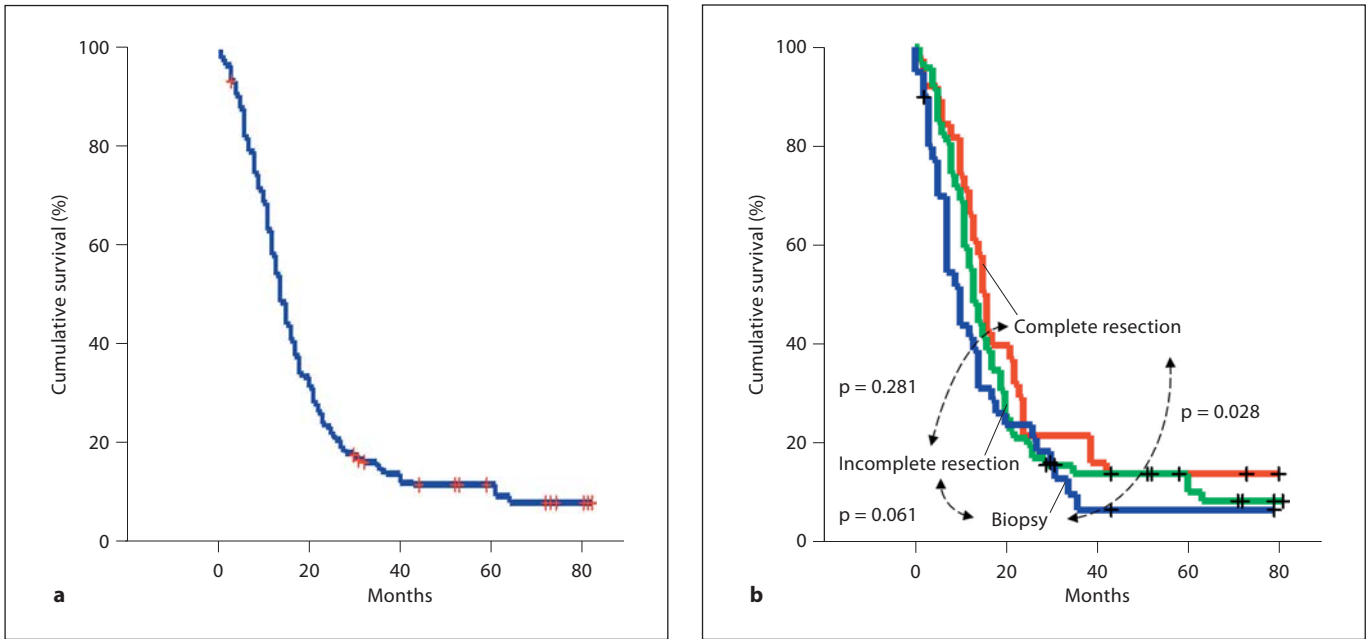 100
80
60
40
20
0
Cumulative survival (%)
0 20 40 60 80
Months
a
100
80
60
40
20
0
Cumulative survival (%)
Complete resection
p = 0.281
p = 0.028
Incomplete resection
p = 0.061
Biopsy
0 20 40 60 80
Months
b